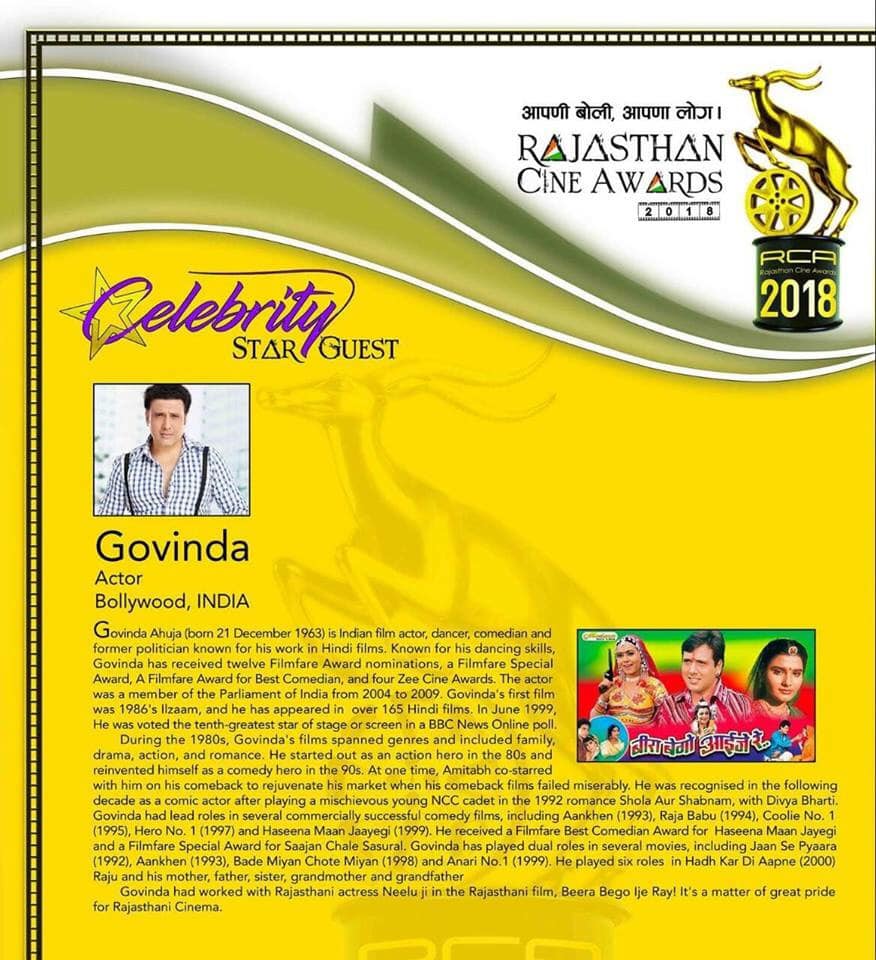 आपणी बोली, आपणा लोग।
RAJASTHAN
CINE AWARDS
2018
RCA
Rajasthan Cine Awards
2018
Celebrity
STAR GUEST
Govinda
Actor
Bollywood, INDIA
Govinda Ahuja (born 21 December 1963) is Indian film actor, dancer, comedian and
former politician known for his work in Hindi films. Known for his dancing skills,
Govinda has received twelve Filmfare Award nominations, a Filmfare Special
Award, A Filmfare Award for Best Comedian, and four Zee Cine Awards. The actor
was a member of the Parliament of India from 2004 to 2009. Govinda's first film
was 1986's Ilzaam, and he has appeared in over 165 Hindi films. In June 1999,
He was voted the tenth-greatest star of stage or screen in a BBC News Online poll.
During the 1980s, Govinda's films spanned genres and included family,
drama, action, and romance. He started out as an action hero in the 80s and
reinvented himself as a comedy hero in the 90s. At one time, Amitabh co-starred
with him on his comeback to rejuvenate his market when his comeback films failed miserably. He was recognised in the following
decade as a comic actor after playing a mischievous young NCC cadet in the 1992 romance Shola Aur Shabnam, with Divya Bharti.
Govinda had lead roles in several commercially successful comedy films, including Aankhen (1993), Raja Babu (1994), Coolie No. 1
(1995), Hero No. 1 (1997) and Haseena Maan Jaayegi (1999). He received a Filmfare Best Comedian Award for Haseena Maan Jayegi
and a Filmfare Special Award for Saajan Chale Sasural. Govinda has played dual roles in several movies, including Jaan Se Pyaara
(1992), Aankhen (1993), Bade Miyan Chote Miyan (1998) and Anari No.1 (1999). He played six roles in Hadh Kar Di Aapne (2000)
Raju and his mother, father, sister, grandmother and grandfather
Govinda had worked with Rajasthani actress Neelu ji in the Rajasthani film, Beera Bego Ije Ray! It's a matter of great pride
for Rajasthani Cinema.
बीरा बेगो आईजे रे..
RCA